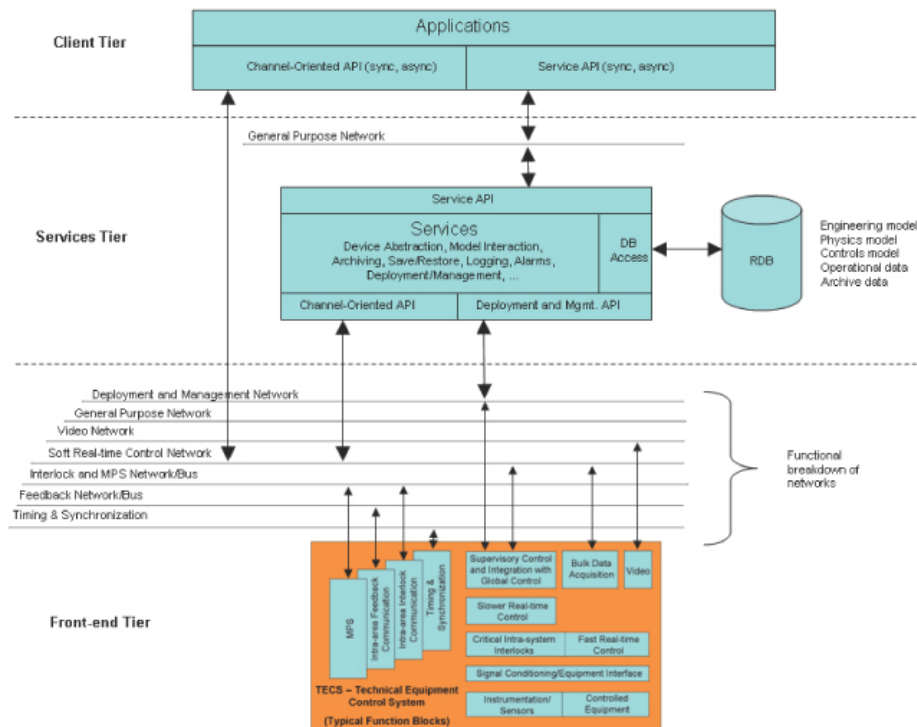 Applications
Client Tier
Channel-Oriented API (sync, async)
Service API (sync, async)
General Purpose Network
Service API
Services
Device Abstraction, Model Interaction,
Archiving, Save/Restore, Logging, Alarms,
Deployment/Management, ...
DB
Access
Services Tier
RDB
Engineering model
Physics model
Controls model
Operational data
Archive data
Channel-Oriented API
Deployment and Mgmt. API
Deployment and Management Network
General Purpose Network
Video Network
Soft Real-time Control Network
Interlock and MPS Network/Bus
Feedback Network/Bus
Timing & Synchronization
Functional
breakdown of
networks
Front-end Tier
MPS
Intra-area Feedback
Communication
Intra-area Interlock
Communication
Timing &
Synchronization
Supervisory Control
and Integration with
Global Control
Bulk Data
Acquisition
Video
Slower Real-time
Control
Critical Intra-system
Interlocks
Fast Real-time
Control
Signal Conditioning/Equipment Interface
Instrumentation/
Sensors
Controlled
Equipment
TECS – Technical Equipment
Control System
(Typical Function Blocks)